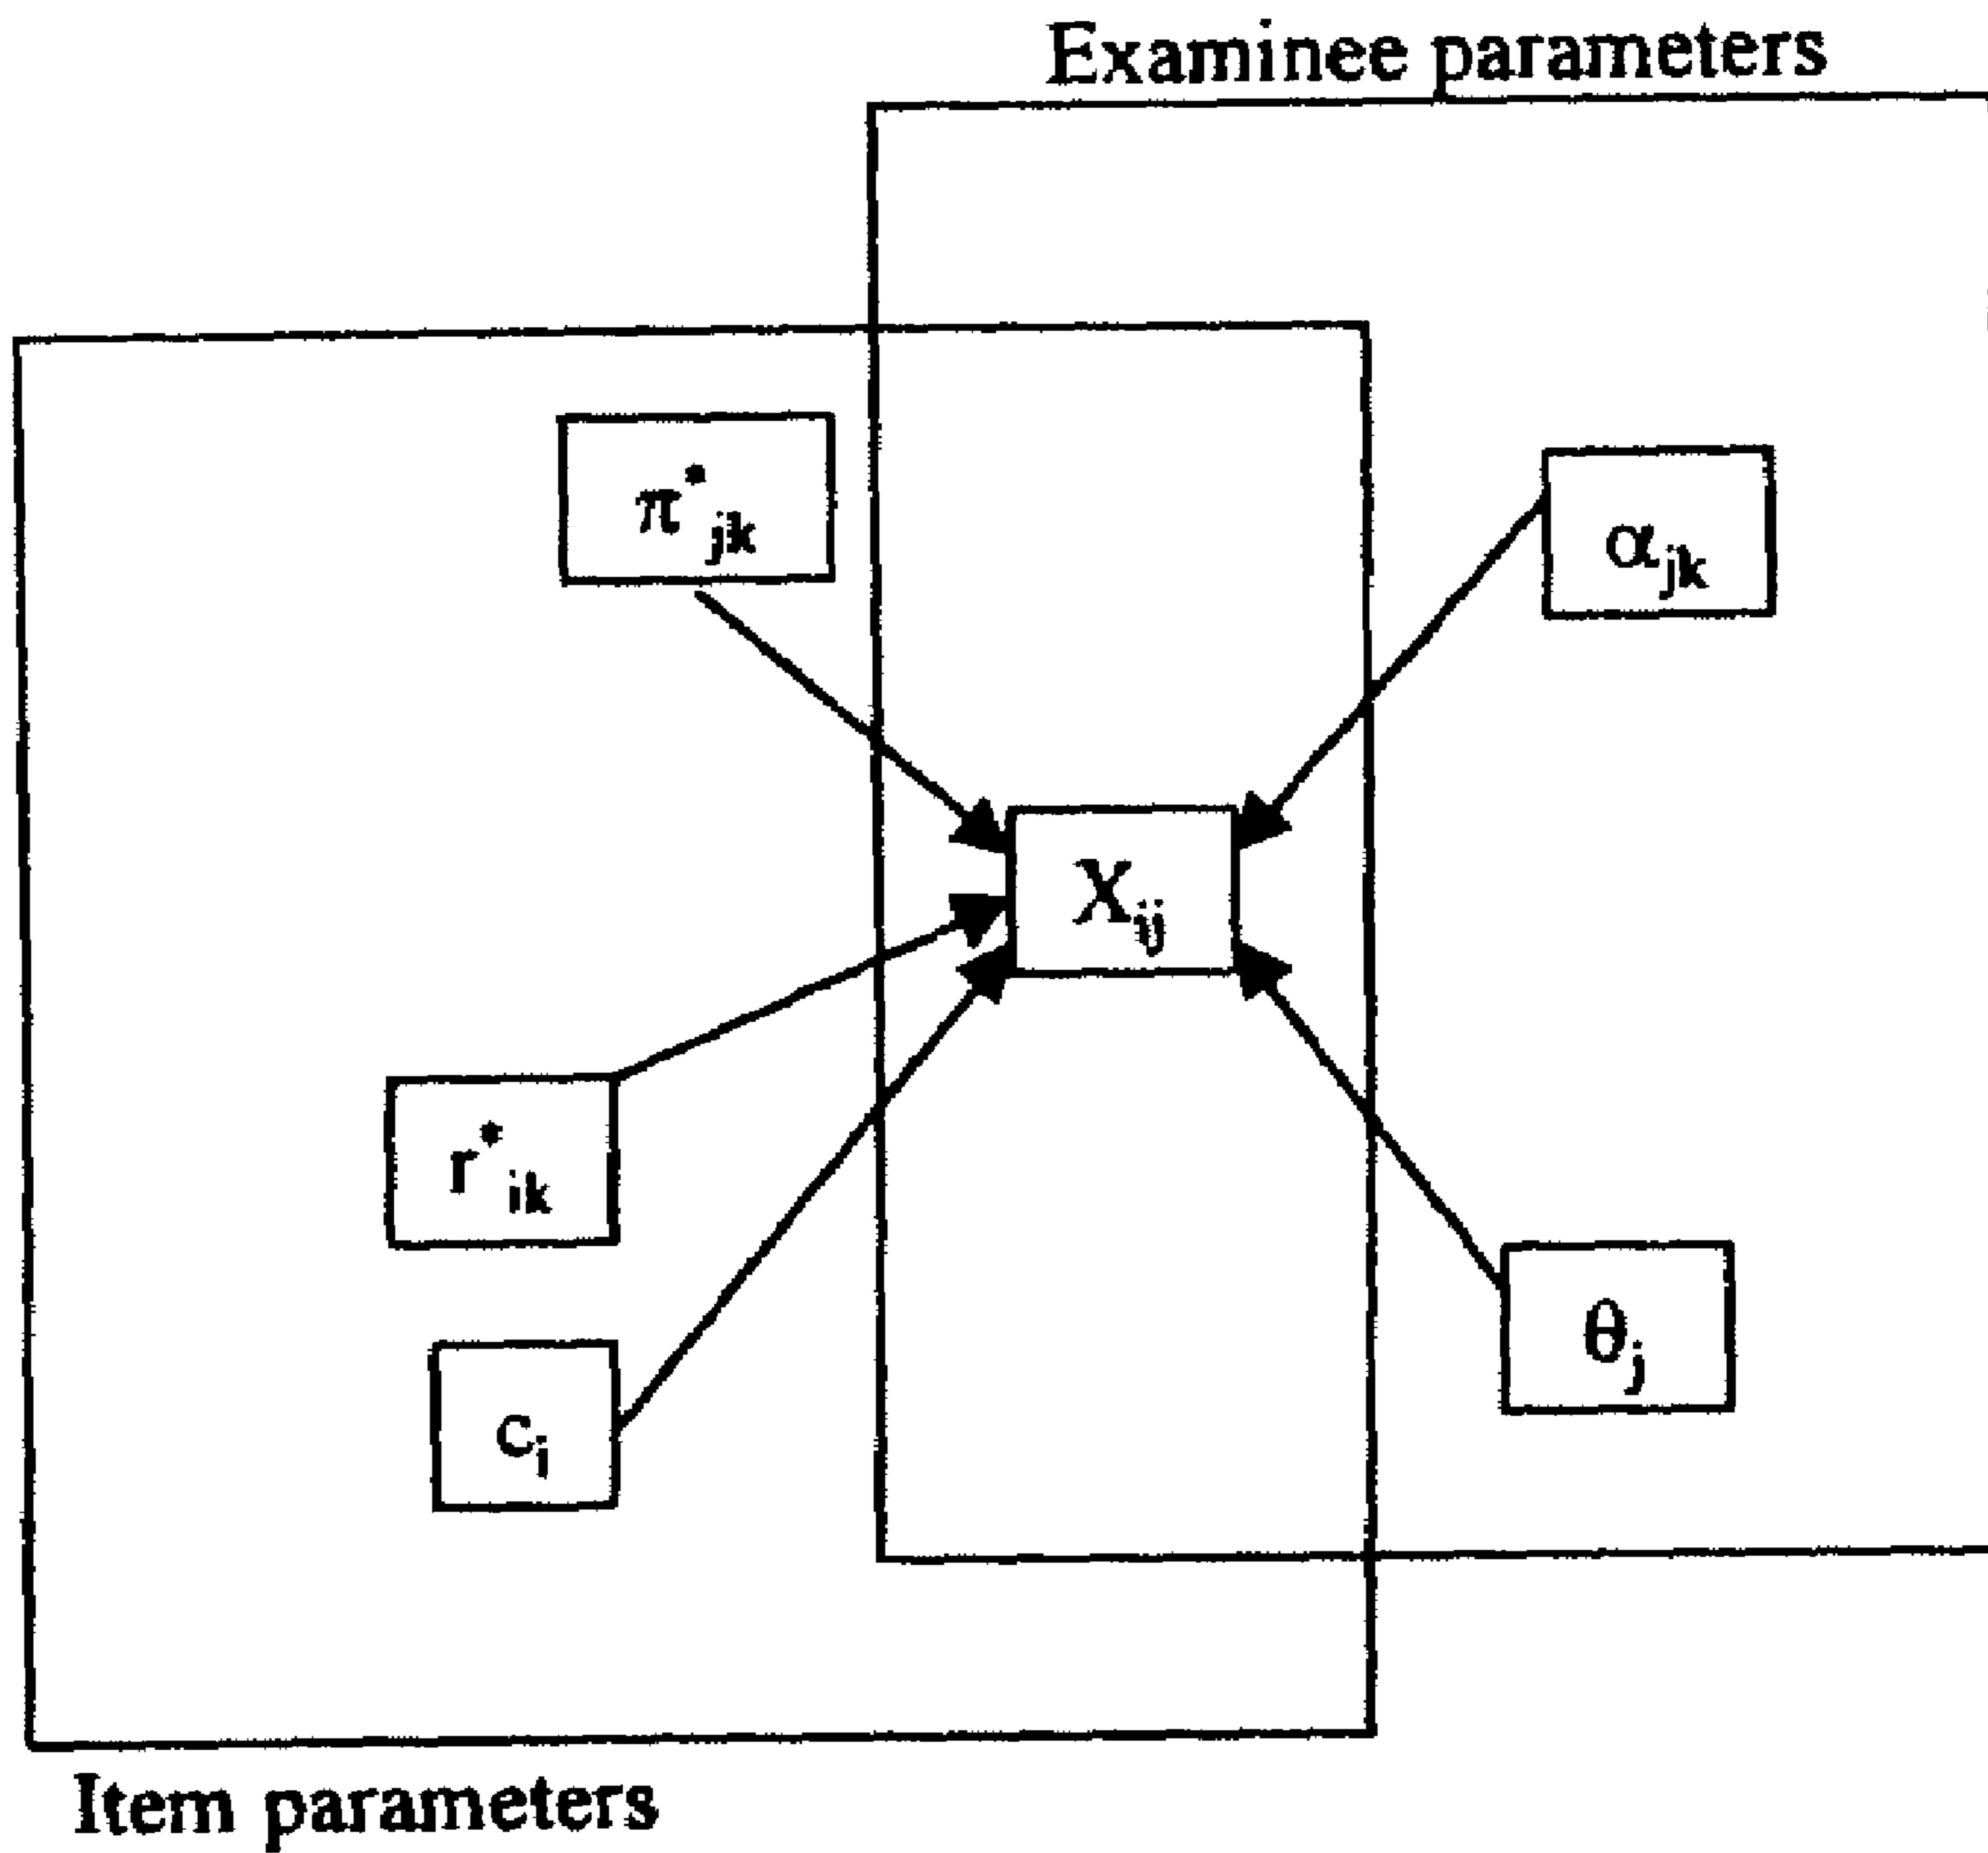 Examinee parameters
π*jk
αjk
Xij
r*ik
ci
θj
Item parameters